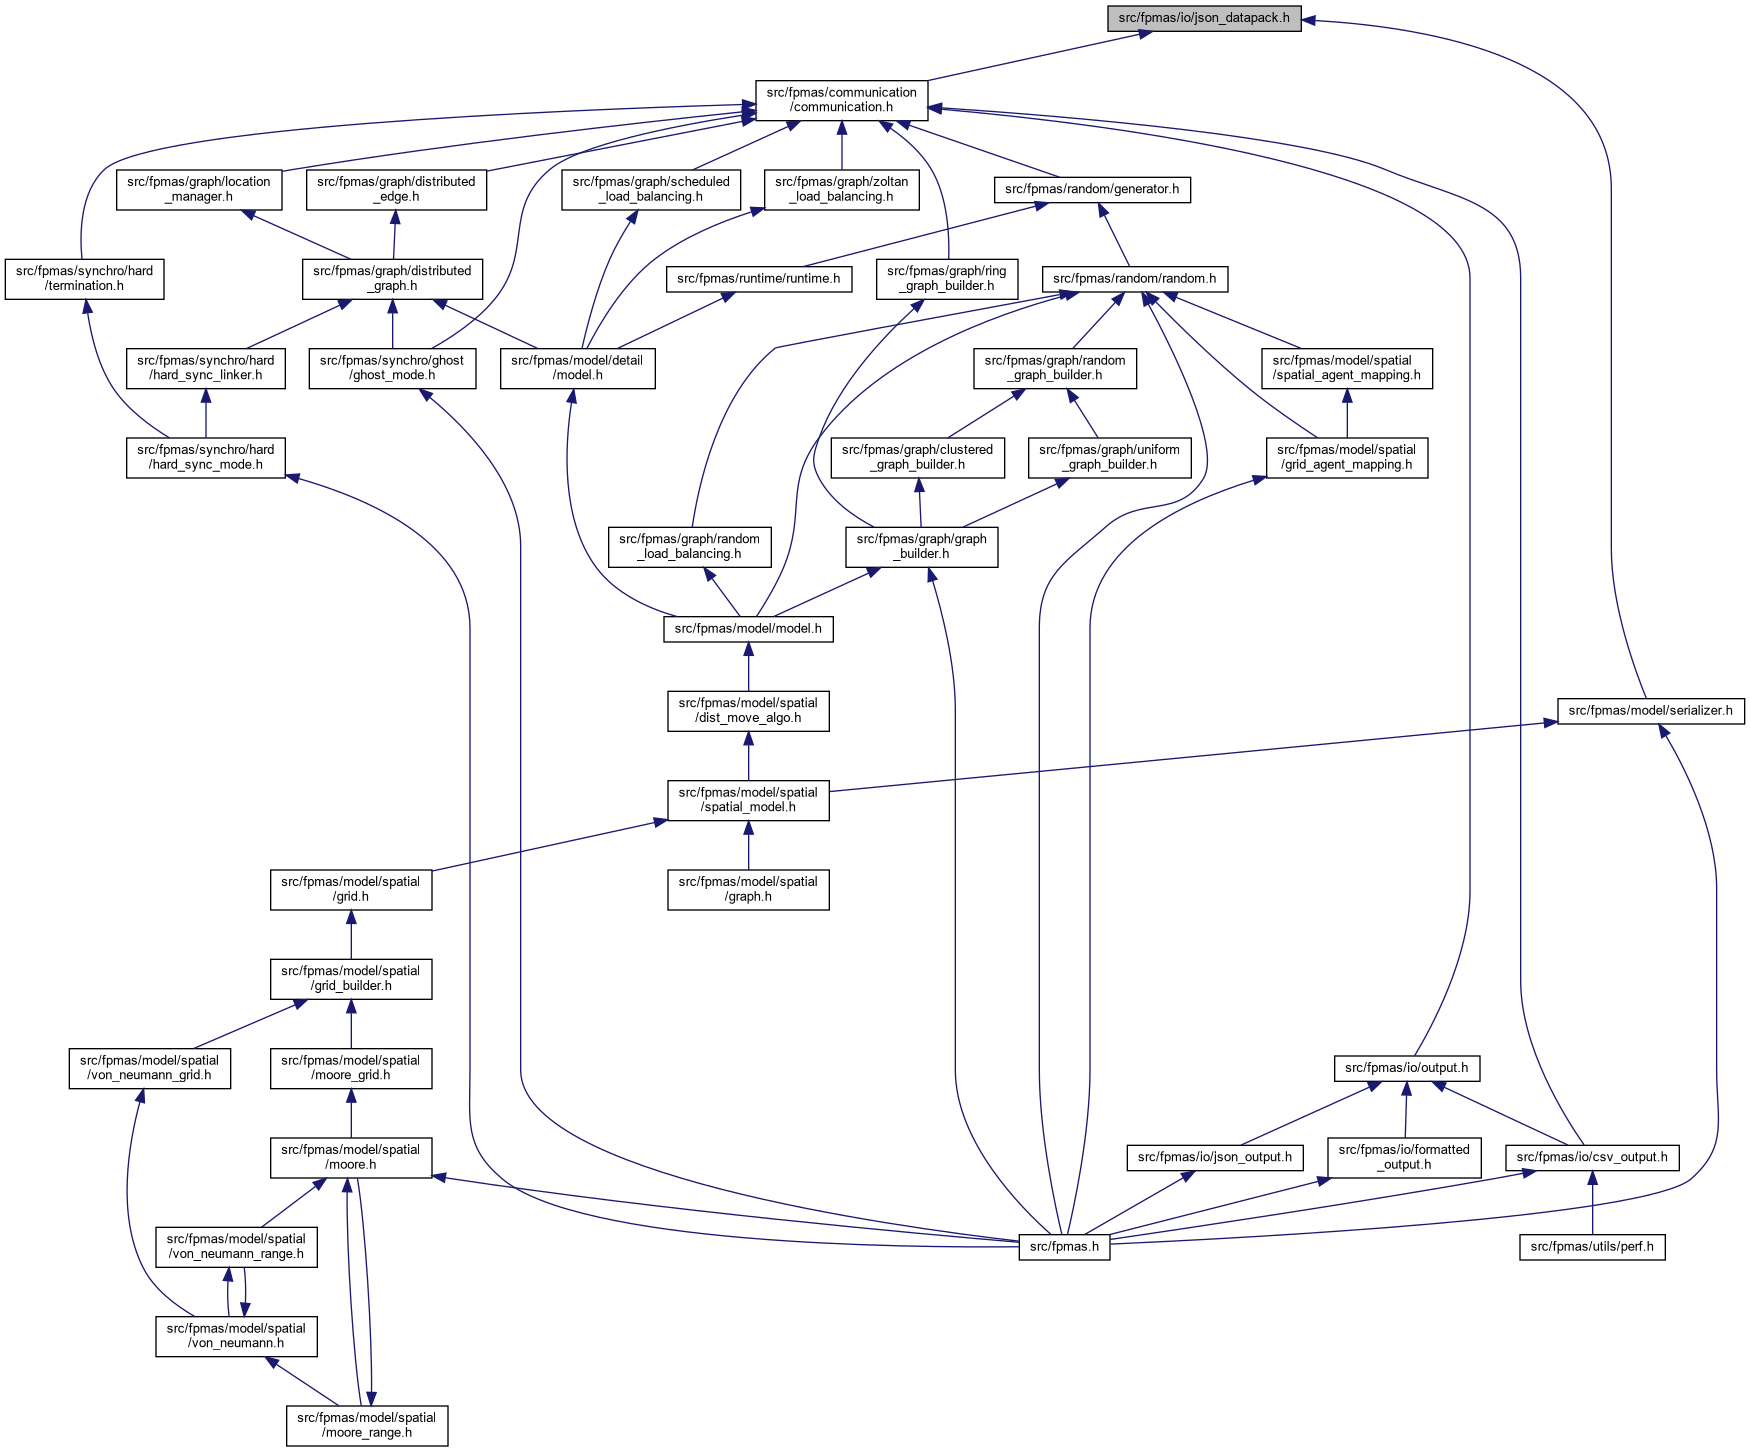 src/fpmas/io/json_datapack.h
src/fpmas/communication
/communication.h
src/fpmas/graph/location
_manager.h
src/fpmas/graph/distributed
_edge.h
src/fpmas/graph/scheduled
_load_balancing.h
src/fpmas/graph/zoltan
_load_balancing.h
src/fpmas/random/generator.h
src/fpmas/synchro/hard
/termination.h
src/fpmas/graph/distributed
_graph.h
src/fpmas/runtime/runtime.h
src/fpmas/graph/ring
_graph_builder.h
src/fpmas/random/random.h
src/fpmas/synchro/hard
/hard_sync_linker.h
src/fpmas/synchro/ghost
/ghost_mode.h
src/fpmas/model/detail
/model.h
src/fpmas/graph/random
_graph_builder.h
src/fpmas/model/spatial
/spatial_agent_mapping.h
src/fpmas/synchro/hard
/hard_sync_mode.h
src/fpmas/graph/clustered
_graph_builder.h
src/fpmas/graph/uniform
_graph_builder.h
src/fpmas/model/spatial
/grid_agent_mapping.h
src/fpmas/graph/random
_load_balancing.h
src/fpmas/graph/graph
_builder.h
src/fpmas/model/model.h
src/fpmas/model/spatial
/dist_move_algo.h
src/fpmas/model/serializer.h
src/fpmas/model/spatial
/spatial_model.h
src/fpmas/model/spatial
/grid.h
src/fpmas/model/spatial
/graph.h
src/fpmas/model/spatial
/grid_builder.h
src/fpmas/model/spatial
/von_neumann_grid.h
src/fpmas/model/spatial
/moore_grid.h
src/fpmas/io/output.h
src/fpmas/model/spatial
/moore.h
src/fpmas/io/json_output.h
src/fpmas/io/formatted
_output.h
src/fpmas/io/csv_output.h
src/fpmas/model/spatial
/von_neumann_range.h
src/fpmas.h
src/fpmas/utils/perf.h
src/fpmas/model/spatial
/von_neumann.h
src/fpmas/model/spatial
/moore_range.h